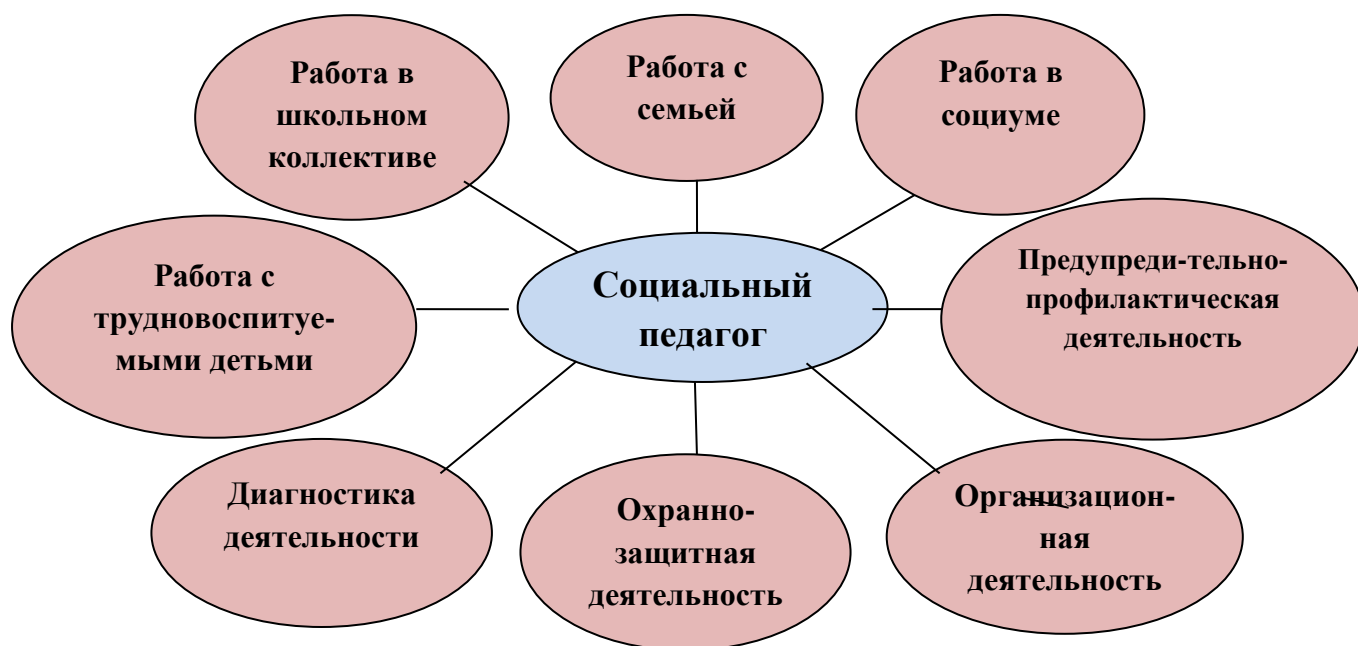 Работа в
школьном
коллективе
Работа с
семьей
Работа в
социуме
Работа с
трудновоспитуе-
мыми детьми
Социальный
педагог
Предупреди-тельно-
профилактическая
деятельность
Диагностика
деятельности
Охранно-
защитная
деятельность
Организацион-
ная
деятельность